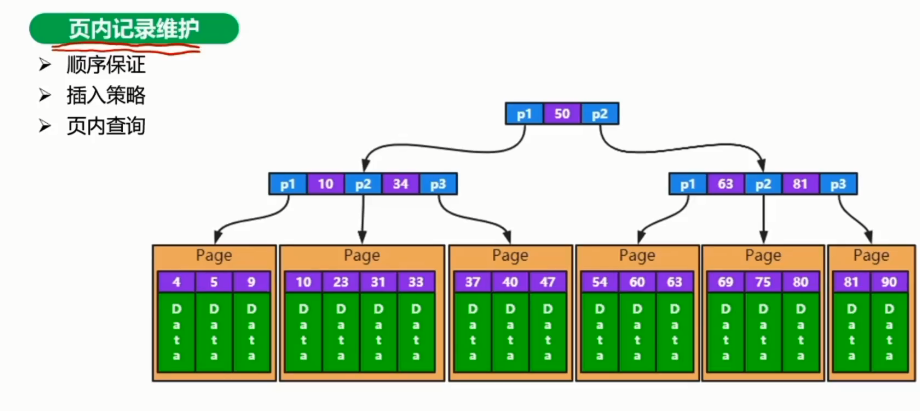 页内记录维护
➢ 顺序保证
➢ 插入策略
➢ 页内查询
p1 50 p2
p1 10 p2 34 p3
p1 63 p2 81 p3
Page
4 5 9
Data Data Data
Page
10 23 31 33
Data Data Data Data
Page
37 40 47
Data Data Data
Page
54 60 63
Data Data Data
Page
69 75 80
Data Data Data
Page
81 90
Data Data